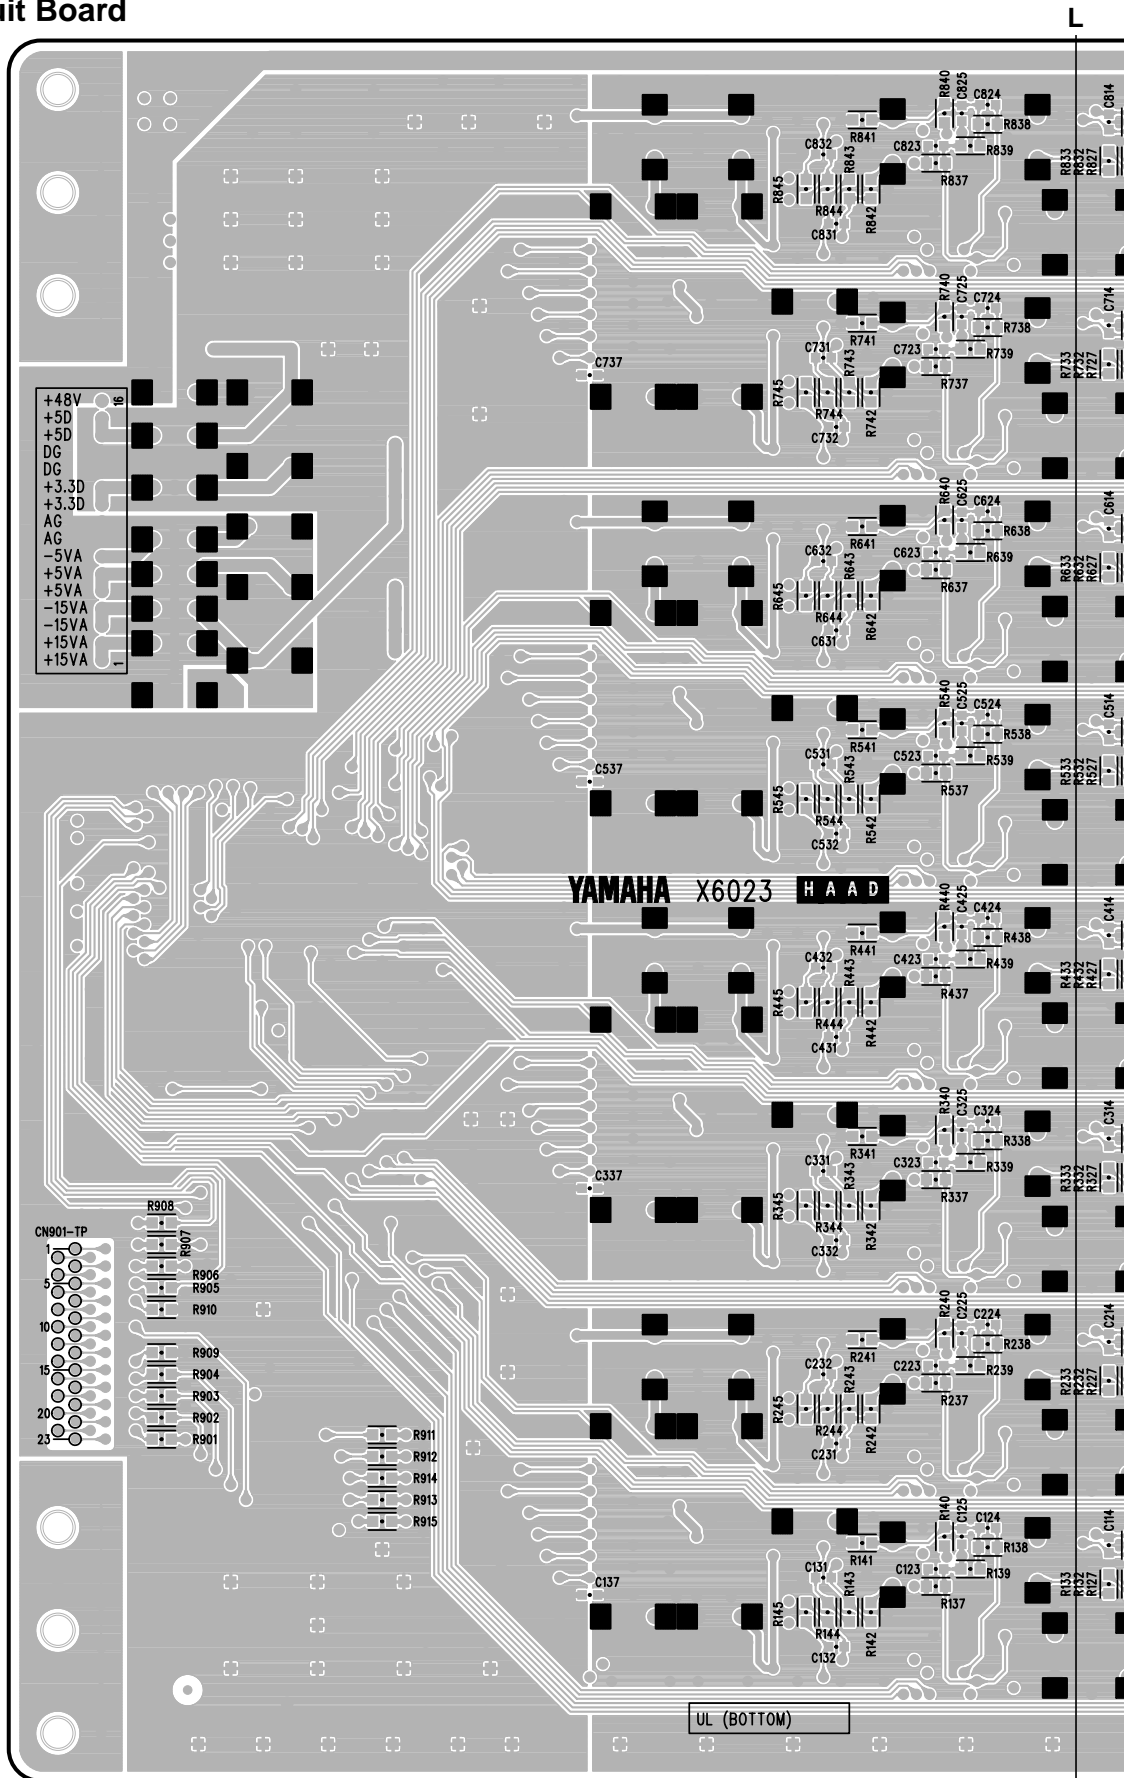 uit Board
L
R840
C825
C824
C814
R838
R841
C832
R843
C823
R839
R837
R833
R832
R827
R845
R844
C831
R842
R740
C725
C724
C714
R738
R741
C731
R743
C723
R739
R737
R733
R732
R727
C737
R745
R744
C732
R742
+48V
16
+5D
+5D
DG
DG
+3.3D
+3.3D
AG
AG
-5VA
+5VA
+5VA
-15VA
-15VA
+15VA
+15VA
1
R640
C625
C624
C614
R638
R641
C632
R643
C623
R639
R637
R633
R632
R627
R645
R644
C631
R642
R540
C525
C524
C514
R538
R541
C531
R543
C523
R539
R537
R533
R532
R527
C537
R545
R544
C532
R542
YAMAHA X6023 HAAD
R440
C425
C424
C414
R438
R441
C432
R443
C423
R439
R437
R433
R432
R427
R445
R444
C431
R442
R340
C325
C324
C314
R338
R341
C331
R343
C323
R339
R337
R333
R332
R327
C337
R345
R344
C332
R342
R908
CN901-TP
R907
1
5
10
15
20
23
R906
R905
R910
R909
R904
R903
R902
R901
R240
C225
C224
C214
R238
R241
C232
R243
C223
R239
R237
R233
R232
R227
R245
R244
C231
R242
R911
R912
R914
R913
R915
R140
C125
C124
C114
R138
R141
C131
R143
C123
R139
R137
R133
R132
R127
C137
R145
R144
C132
R142
UL (BOTTOM)